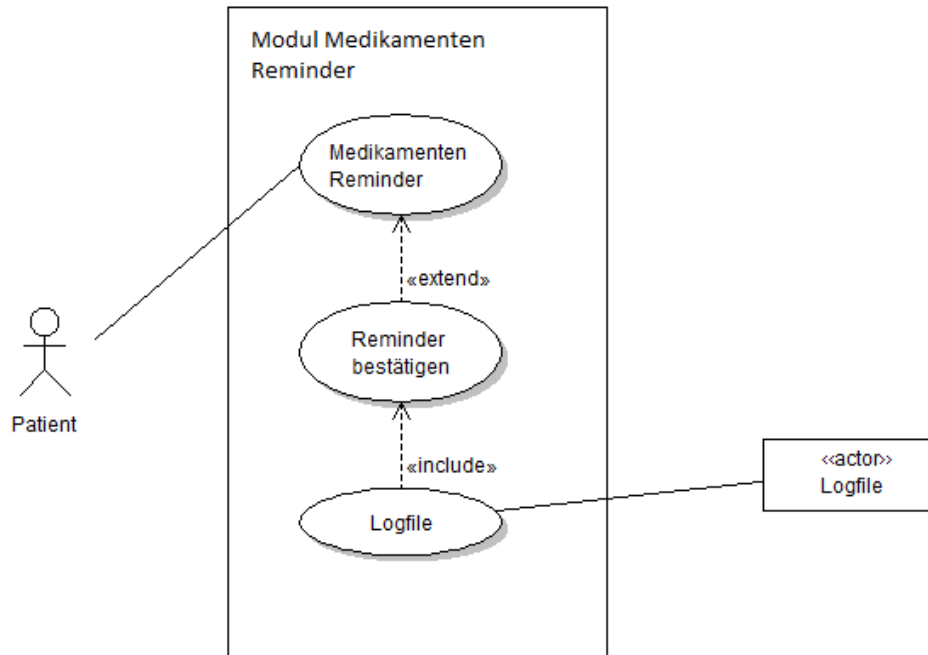 Modul Medikamenten
Reminder
Medikamenten
Reminder
«extend»
Reminder
bestätigen
Patient
«include»
<<actor>>
Logfile
Logfile